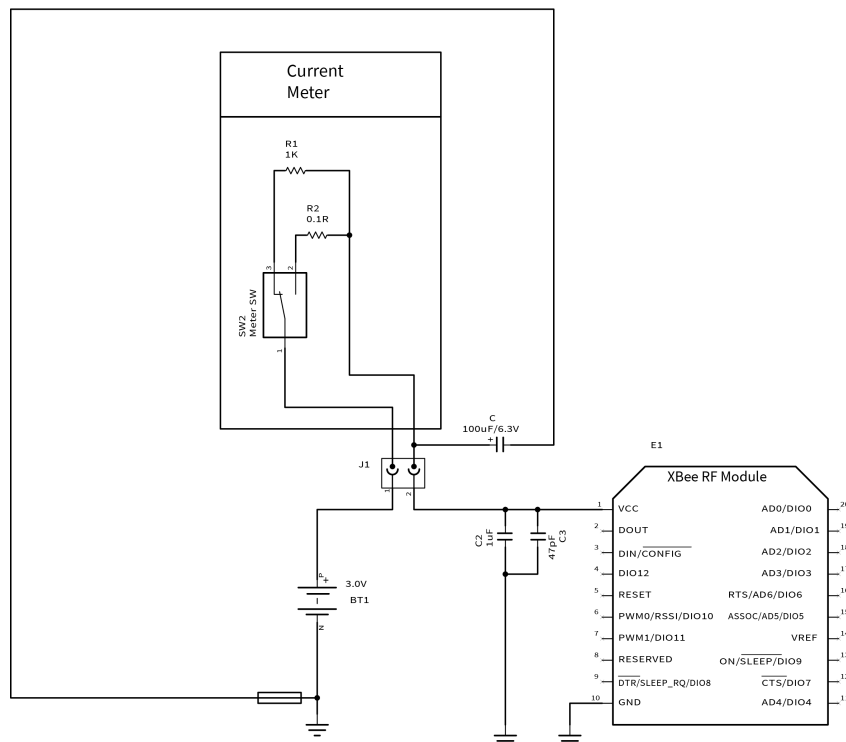 Current
Meter
R1
1K
R2
0.1R
3
2
SW2
Meter SW
1
C
100uF/6.3V
+
J1
1
2
E1
XBee RF Module
1
VCC
2
DOUT
3
DIN/CONFIG
4
DIO12
5
RESET
6
PWM0/RSSI/DIO10
7
PWM1/DIO11
8
RESERVED
9
DTR/SLEEP_RQ/DIO8
10
GND
AD0/DIO0
20
AD1/DIO1
AD2/DIO2
AD3/DIO3
RTS/AD6/DIO6
ASSOC/AD5/DIO5
VREF
ON/SLEEP/DIO9
CTS/DIO7
AD4/DIO4
C2
1uF
47pF
C3
P
+
3.0V
BT1
N